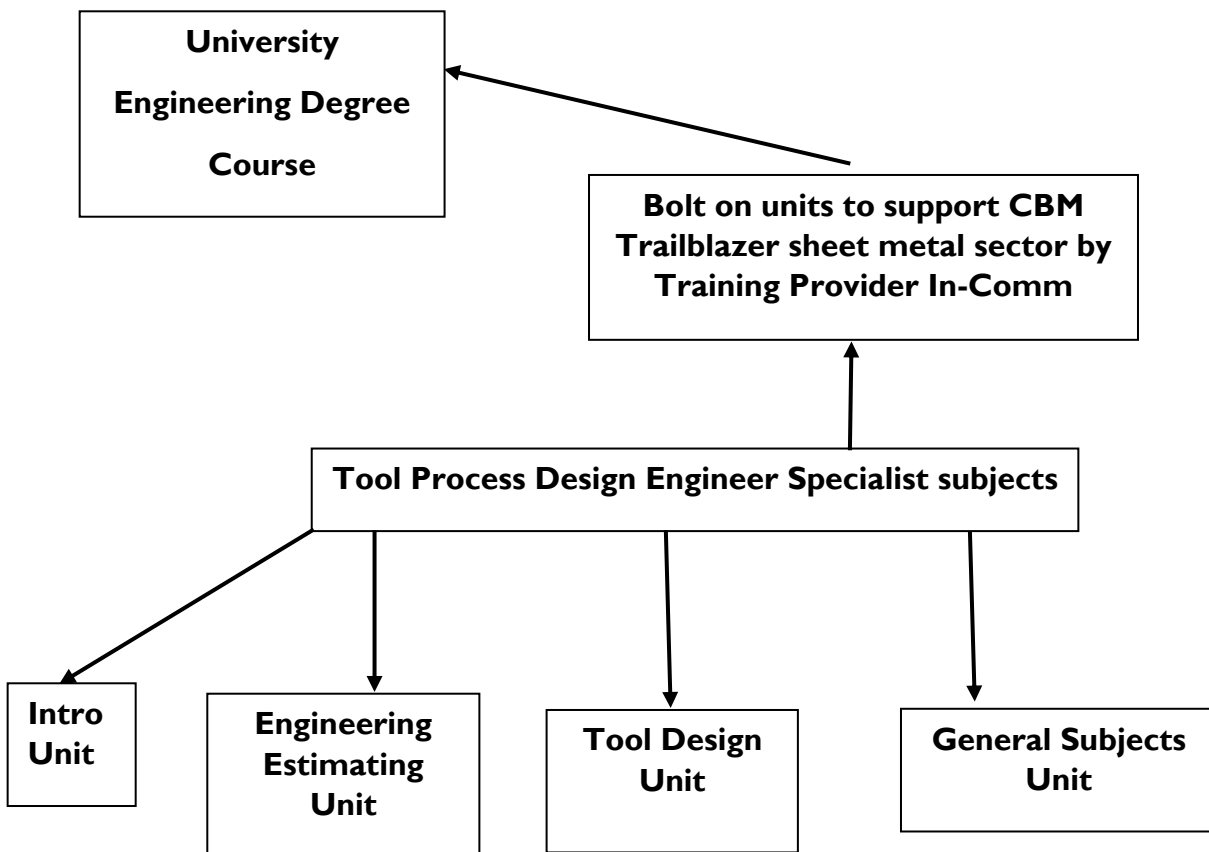 University
Engineering Degree
Course
Bolt on units to support CBM
Trailblazer sheet metal sector by
Training Provider In-Comm
Tool Process Design Engineer Specialist subjects
Intro
Unit
Engineering
Estimating
Unit
Tool Design
Unit
General Subjects
Unit